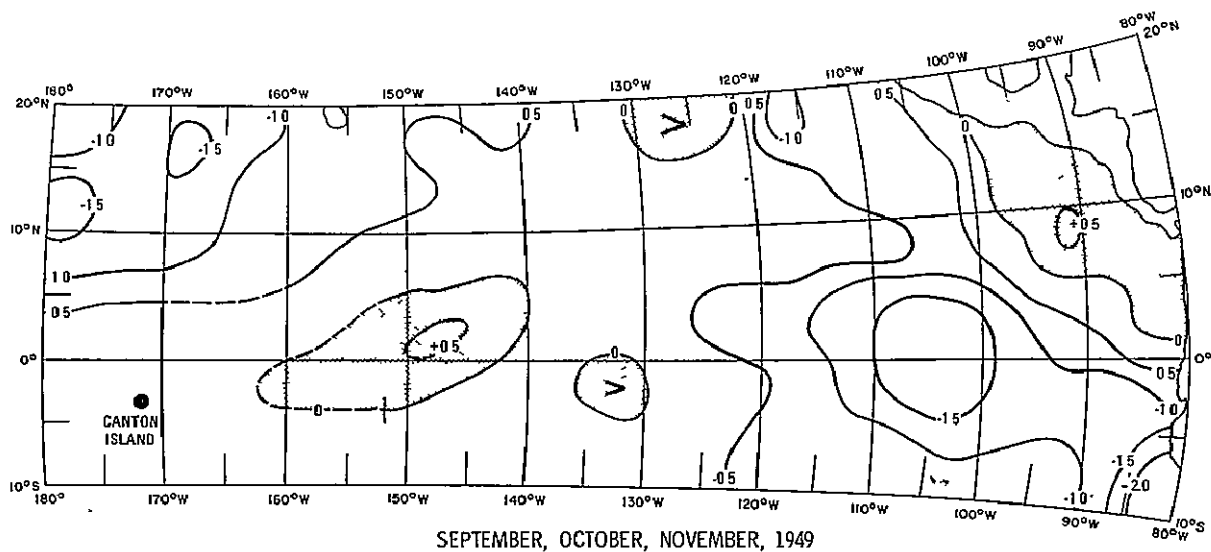 80°W
90°W
20°N
100°W
110°W
180° 170°W 160°W 150°W 140°W 130°W 120°W
20°N
-1.0 -1.5 -1.0 0.5 0 0 0.5 -1.0 0.5 0
-1.5
10°N
10°N
+0.5
1.0
0.5
+0.5
0
0°
0
0°
0.5
-1.0
0
-1.5
CANTON
ISLAND
-0.5
-1.0
-1.5
-2.0
10°S
10°S
180° 170°W 160°W 150°W 140°W 130°W 120°W 110°W 100°W 90°W 80°W
SEPTEMBER, OCTOBER, NOVEMBER, 1949